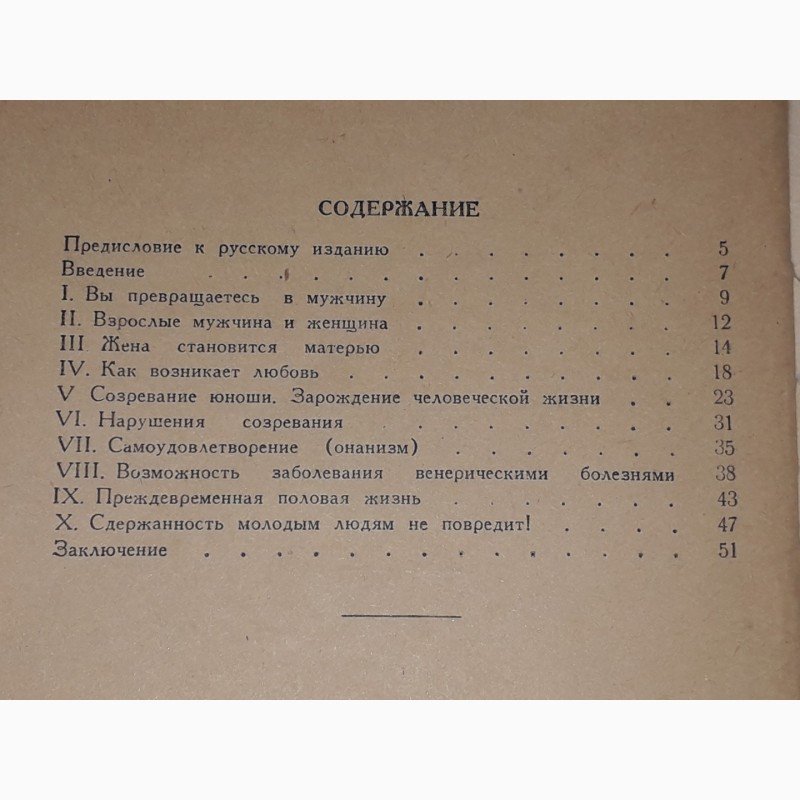 СОДЕРЖАНИЕ
Предисловие к русскому изданию . . . . . . . 5
Введение . . . . . . . . . . . . 7
I. Вы превращаетесь в мужчину . . . . . . . 9
II. Взрослые мужчина и женщина . . . . . . . 12
III Жена становится матерью . . . . . . . 14
IV. Как возникает любовь . . . . . . . . . 18
V Созревание юноши. Зарождение человеческой жизни . . 23
VI. Нарушения созревания . . . . . . . . 31
VII. Самоудовлетворение (онанизм) . . . . . . 35
VIII. Возможность заболевания венерическими болезнями 38
IX. Преждевременная половая жизнь . . . . . . 43
X. Сдержанность молодым людям не повредит! . . . . 47
Заключение . . . . . . . . . . . . . 51